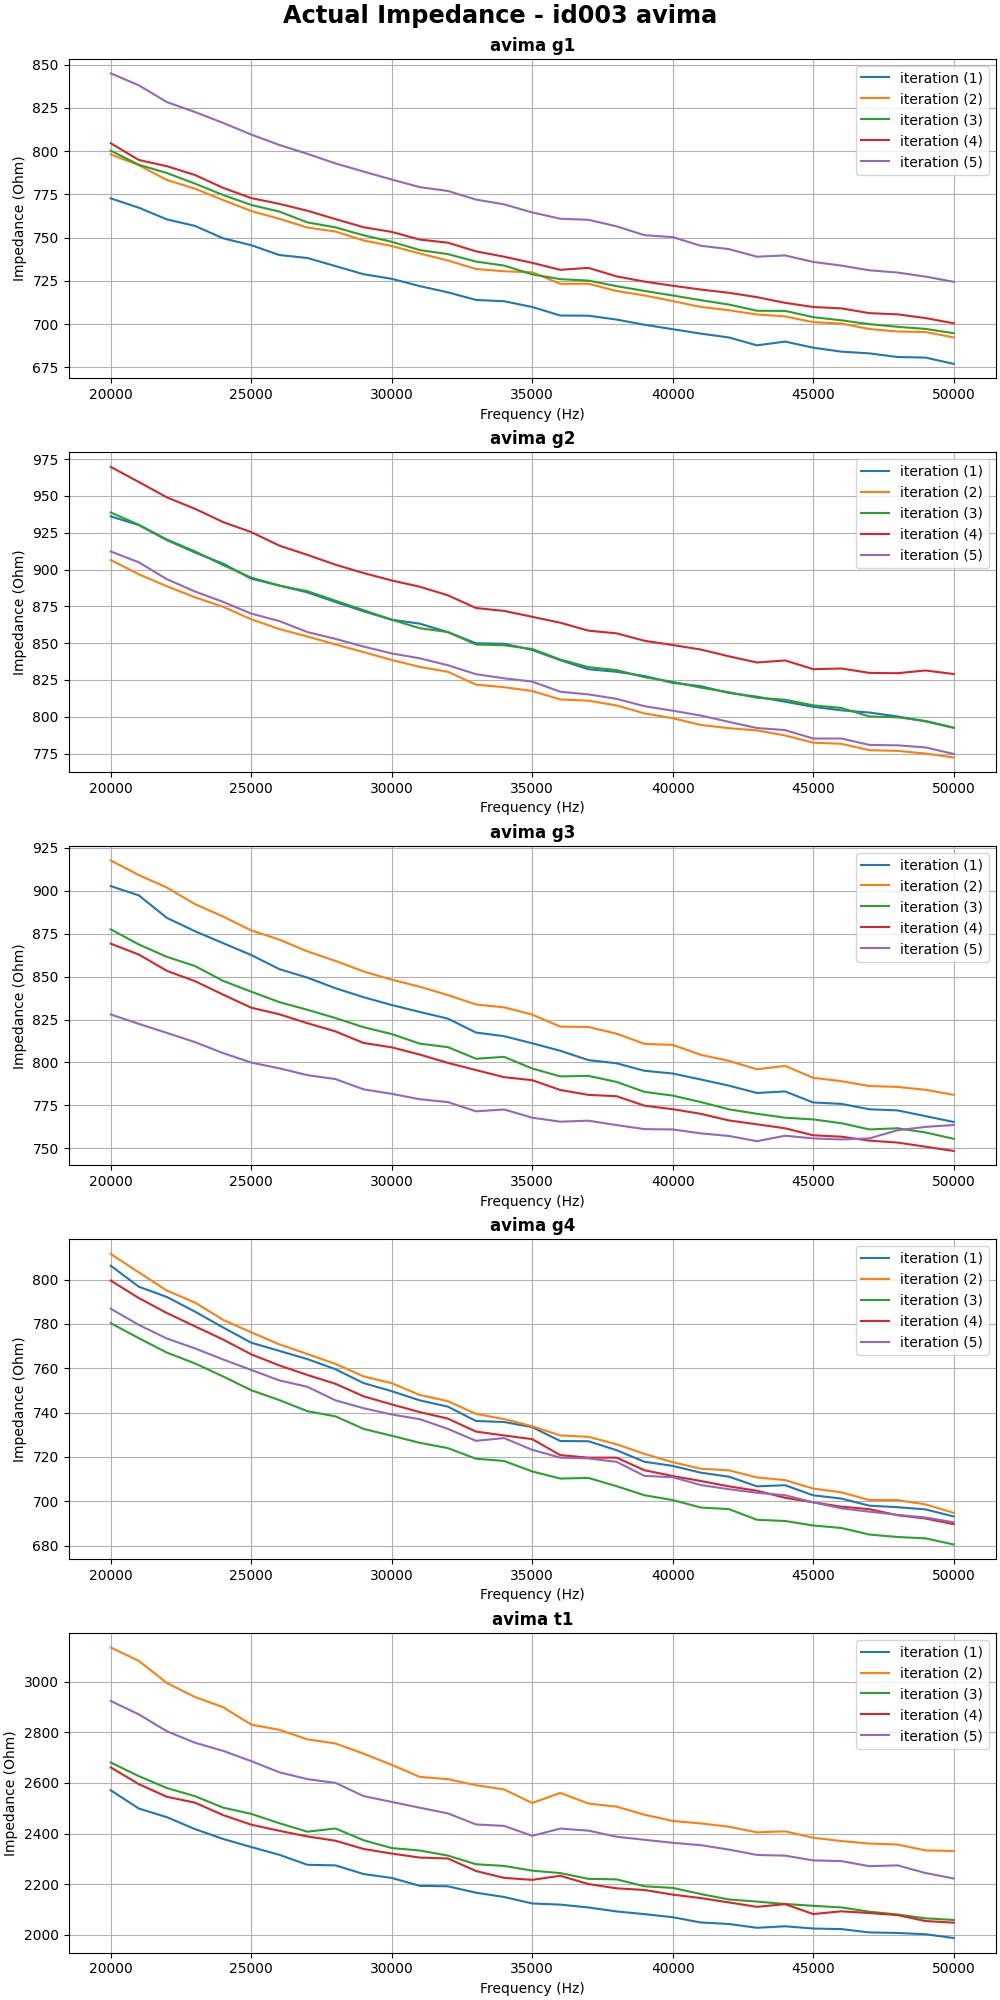 Actual Impedance - id003 avima
avima g1
850
825
800
775
750
725
700
675
Impedance (Ohm)
iteration (1)
iteration (2)
iteration (3)
iteration (4)
iteration (5)
20000 25000 30000 35000 40000 45000 50000
Frequency (Hz)
avima g2
975
950
925
900
875
850
825
800
775
Impedance (Ohm)
iteration (1)
iteration (2)
iteration (3)
iteration (4)
iteration (5)
20000 25000 30000 35000 40000 45000 50000
Frequency (Hz)
avima g3
925
900
875
850
825
800
775
750
Impedance (Ohm)
iteration (1)
iteration (2)
iteration (3)
iteration (4)
iteration (5)
20000 25000 30000 35000 40000 45000 50000
Frequency (Hz)
avima g4
800
780
760
740
720
700
680
Impedance (Ohm)
iteration (1)
iteration (2)
iteration (3)
iteration (4)
iteration (5)
20000 25000 30000 35000 40000 45000 50000
Frequency (Hz)
avima t1
3000
2800
2600
2400
2200
2000
Impedance (Ohm)
iteration (1)
iteration (2)
iteration (3)
iteration (4)
iteration (5)
20000 25000 30000 35000 40000 45000 50000
Frequency (Hz)